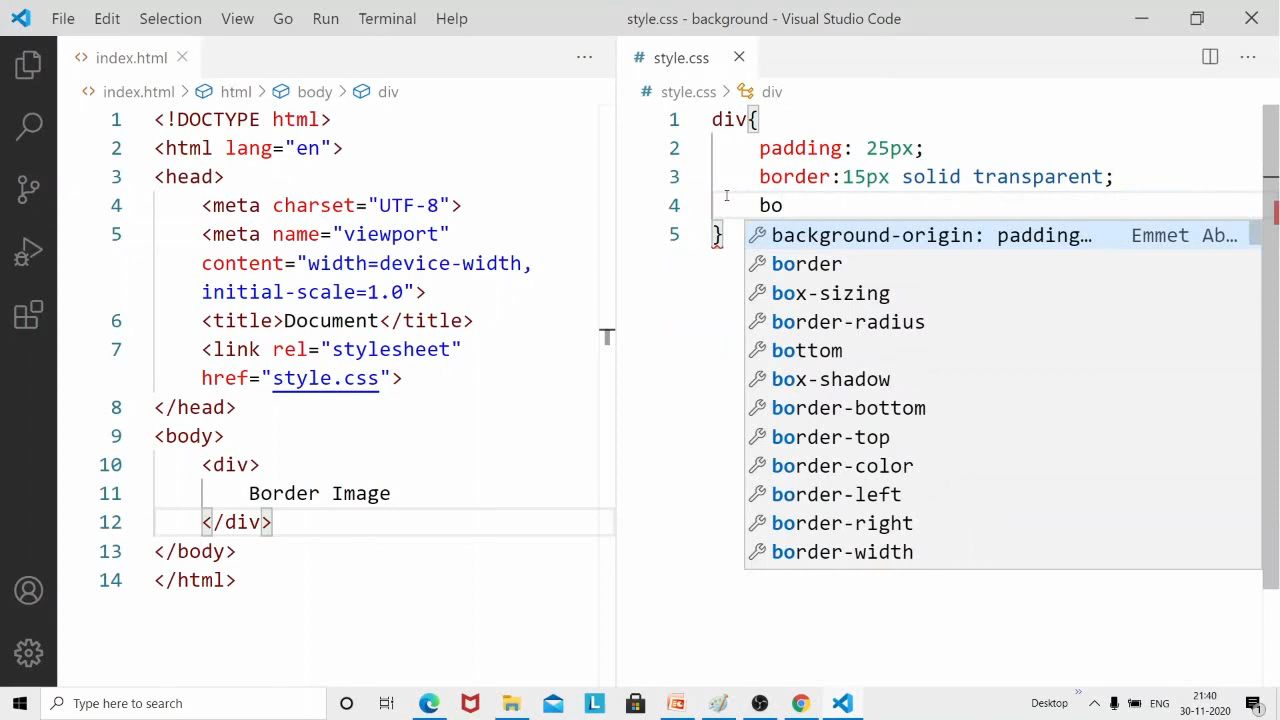 File Edit Selection View Go Run Terminal Help style.css - background - Visual Studio Code
index.html
index.html > html > body > div
1 <!DOCTYPE html>
2 <html lang="en">
3 <head>
4 <meta charset="UTF-8">
5 <meta name="viewport"
content="width=device-width,
initial-scale=1.0">
6 <title>Document</title>
7 <link rel="stylesheet"
href="style.css">
8 </head>
9 <body>
10 <div>
11 Border Image
12 </div>
13 </body>
14 </html>
# style.css
# style.css > div
1 div{
2 padding: 25px;
3 border:15px solid transparent;
4 bo
5 }
background-origin: padding… Emmet Ab…
border
box-sizing
border-radius
bottom
box-shadow
border-bottom
border-top
border-color
border-left
border-right
border-width
Type here to search
Desktop » ENG 21:40
30-11-2020 1